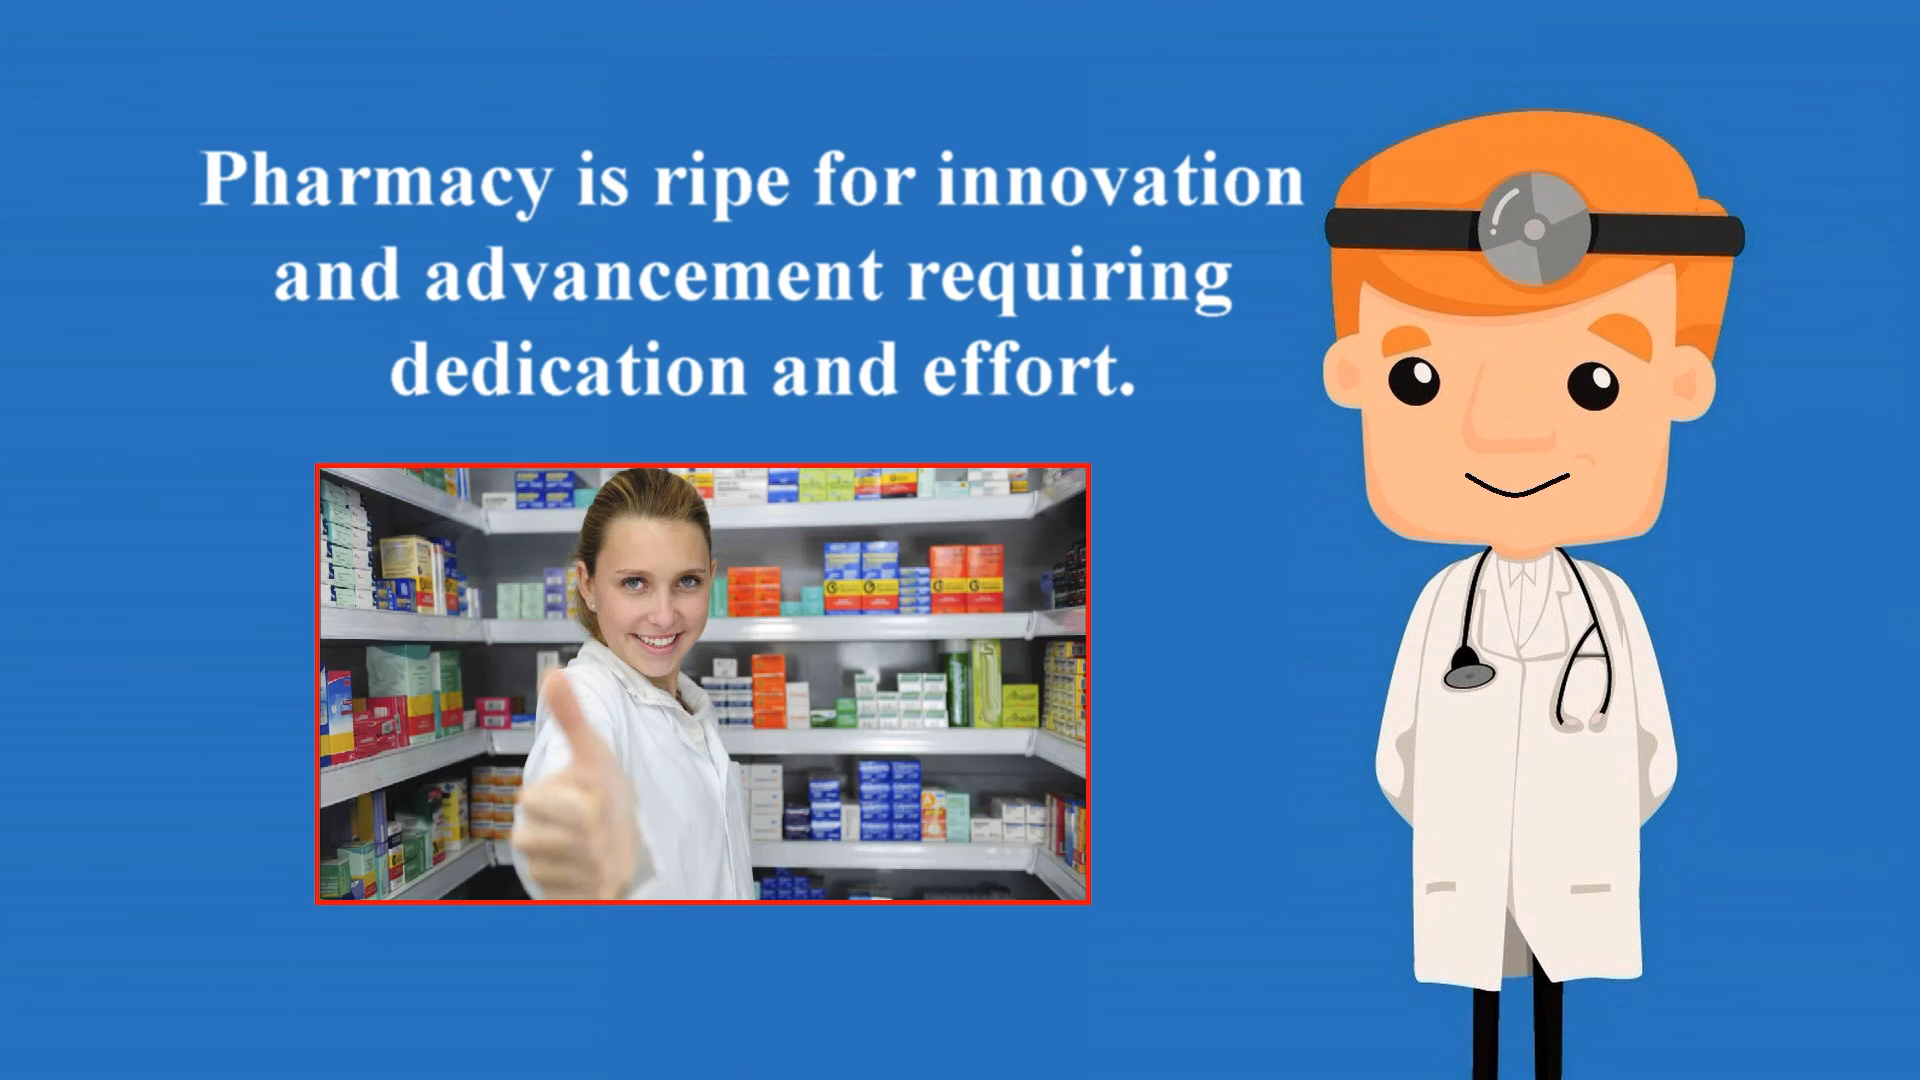 Pharmacy is ripe for innovation
and advancement requiring
dedication and effort.